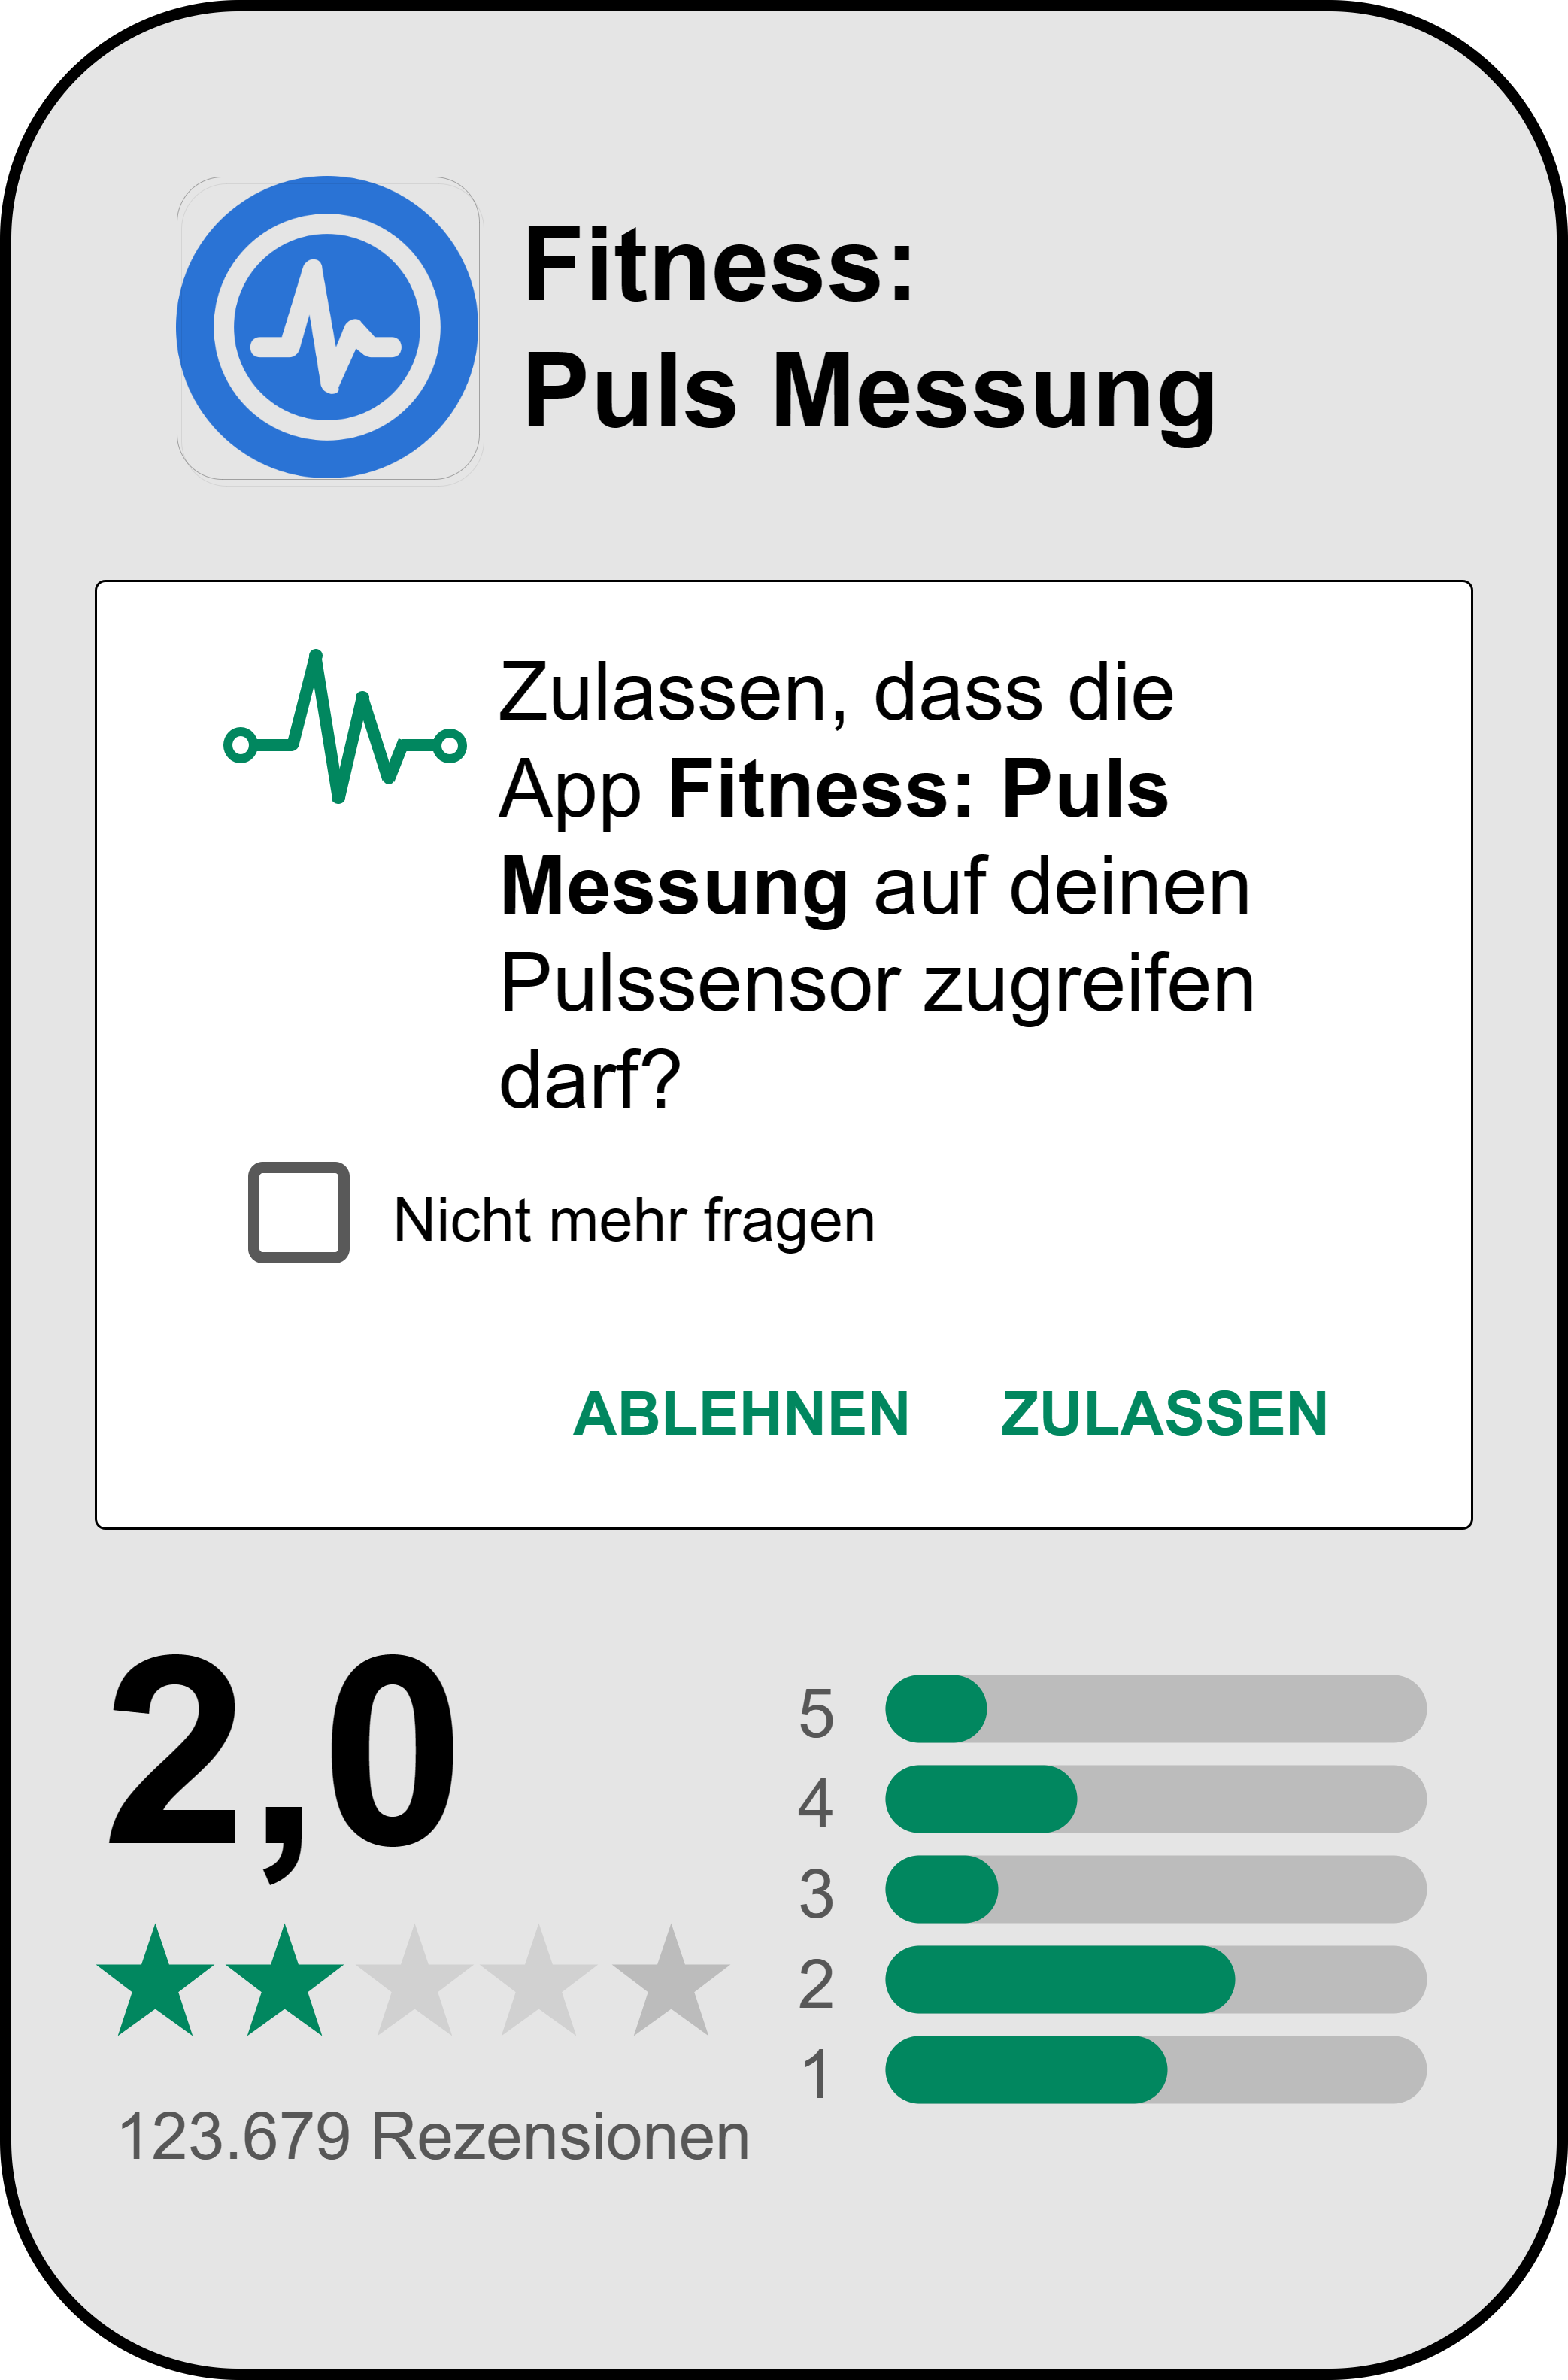 Fitness:
Puls Messung
Zulassen, dass die
App Fitness: Puls
Messung auf deinen
Pulssensor zugreifen
darf?
Nicht mehr fragen
ABLEHNEN ZULASSEN
2,0
123.679 Rezensionen
5
4
3
2
1